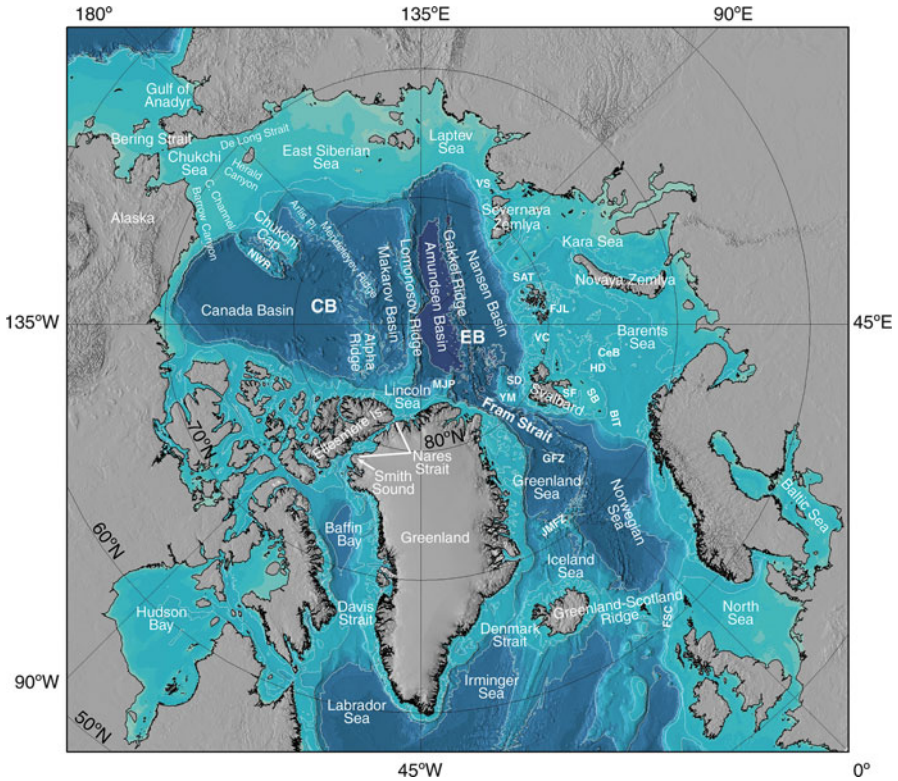 180°
135°E
90°E
Gulf of
Anadyr
Bering Strait
De Long Strait
Chukchi
Sea
Herald
Canyon
East Siberian
Sea
Laptev
Sea
VS
Severnaya
Zemlya
Alaska
C. Channel
Barrow Canyon
Chukchi
Cap
NWR
Arlis Pl.
Mendeleyev Ridge
Kara Sea
Novaya Zemlya
Canada Basin
CB
Makarov Basin
Lomonosov Ridge
Amundsen Basin
Gakkel Ridge
Nansen Basin
EB
SAT
FJL
VC
Barents
Sea
CeB
HD
135°W
45°E
Alpha
Ridge
Lincoln
Sea
MJP
SD
YM
Svalbard
SF
SB
BIT
Fram Strait
70°N
Ellesmere Is.
80°N
Nares
Strait
Smith
Sound
GFZ
Greenland
Sea
Norwegian
Sea
Baltic Sea
60°N
Baffin
Bay
Greenland
JMFZ
Iceland
Sea
Hudson
Bay
Davis
Strait
Denmark
Strait
Greenland-Scotland
Ridge
FSC
North
Sea
90°W
50°N
Labrador
Sea
Irminger
Sea
45°W
0°